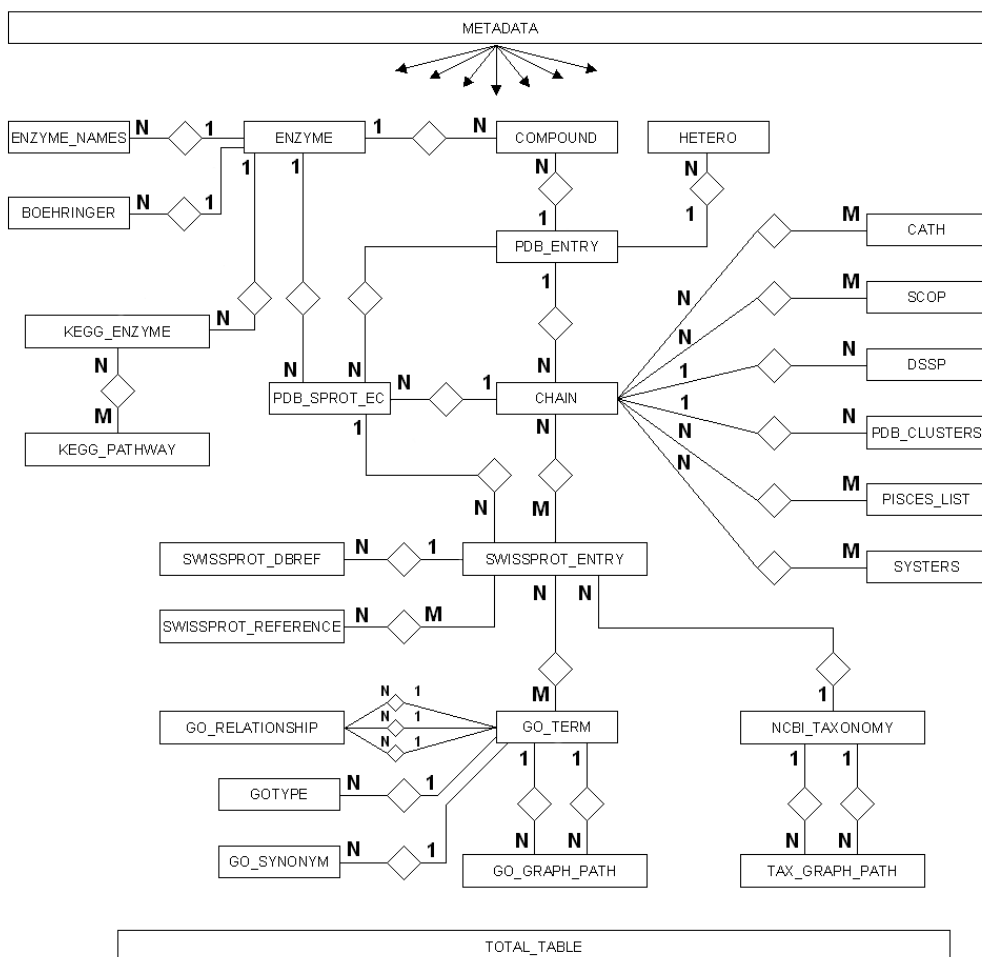 METADATA
N 1 1 N
ENZYME_NAMES ENZYME COMPOUND HETERO
1 1 N N
N 1
BOEHRINGER
1 1 M
CATH
PDB_ENTRY
1
N M
SCOP
N N
KEGG_ENZYME
N 1 N
DSSP
N N N N 1
PDB_SPROT_EC CHAIN
M 1 N 1 N
PDB_CLUSTERS
KEGG_PATHWAY
N
N M
PISCES_LIST
N M
N 1 M
SWISSPROT_DBREF SWISSPROT_ENTRY SYSTERS
N N
N M
SWISSPROT_REFERENCE
M 1
N 1
N 1
N 1
GO_RELATIONSHIP GO_TERM NCBI_TAXONOMY
1 1 1 1
N 1
GOTYPE
N N N N
N 1
GO_SYNONYM GO_GRAPH_PATH TAX_GRAPH_PATH
TOTAL_TABLE